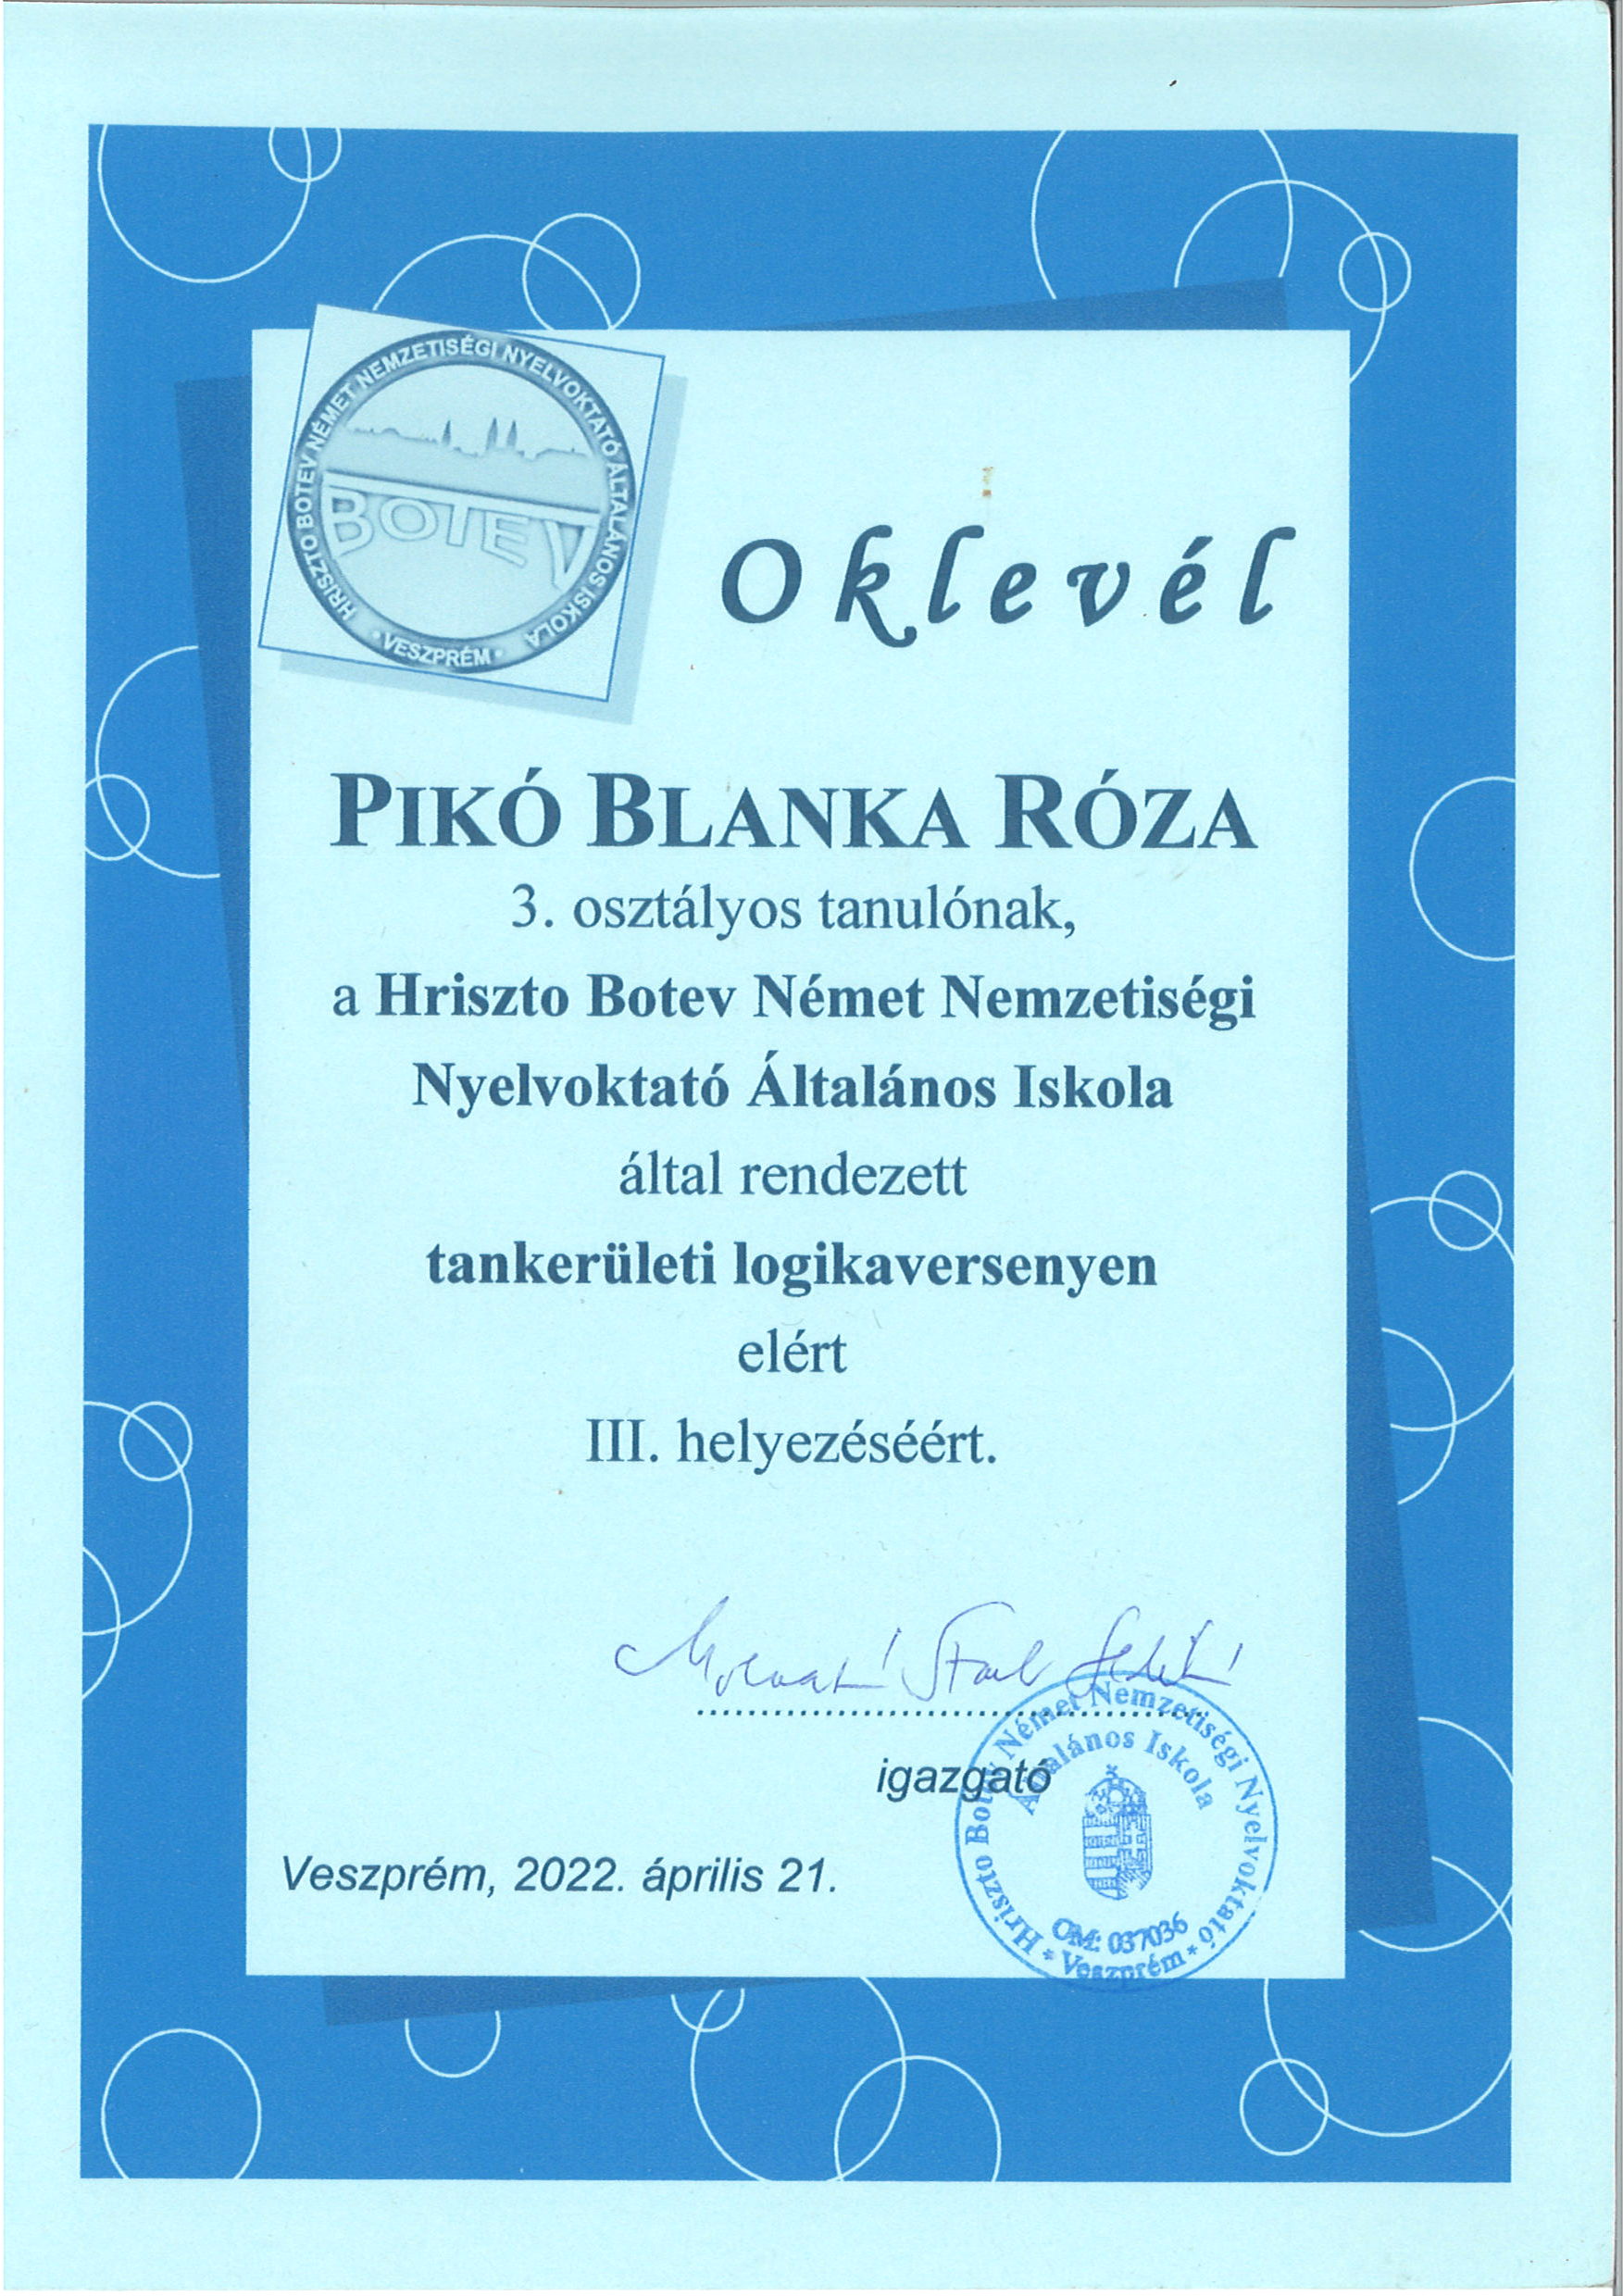 HRISZTO BOTEV NÉMET NEMZETISÉGI NYELVOKTATÓ ÁLTALÁNOS ISKOLA
• VESZPRÉM •
BOTEV
Oklevél
PIKÓ BLANKA RÓZA
3. osztályos tanulónak,
a Hriszto Botev Német Nemzetiségi
Nyelvoktató Általános Iskola
által rendezett
tankerületi logikaversenyen
elért
III. helyezéséért.
igazgató
Hriszto Botev Német Nemzetiségi Nyelvoktató
Általános Iskola
OM: 037036
* Veszprém *
Veszprém, 2022. április 21.